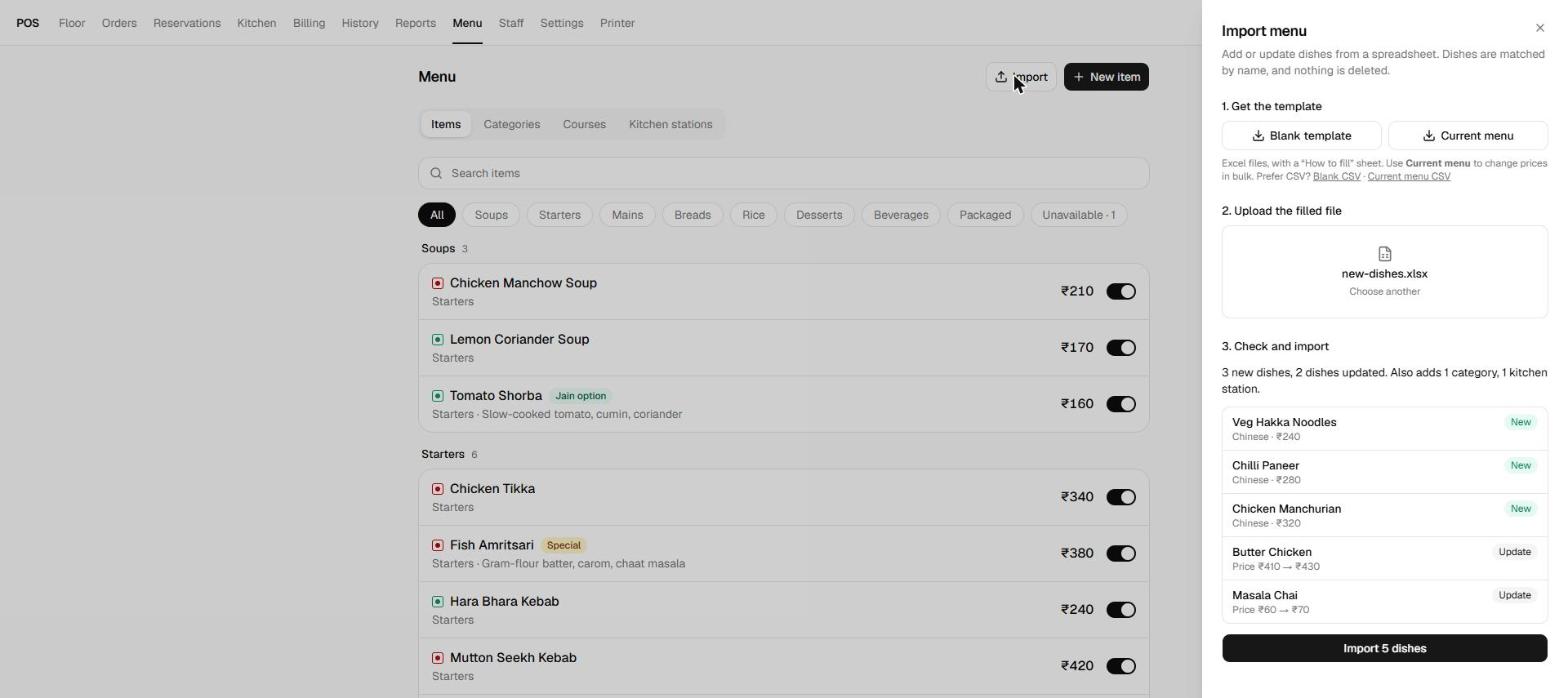 POS Floor Orders Reservations Kitchen Billing History Reports Menu Staff Settings Printer
Menu
Import
New item
Items Categories Courses Kitchen stations
Search items
All Soups Starters Mains Breads Rice Desserts Beverages Packaged Unavailable · 1
Soups 3
Chicken Manchow Soup
Starters
₹210
Lemon Coriander Soup
Starters
₹170
Tomato Shorba Jain option
Starters · Slow-cooked tomato, cumin, coriander
₹160
Starters 6
Chicken Tikka
Starters
₹340
Fish Amritsari Special
Starters · Gram-flour batter, carom, chaat masala
₹380
Hara Bhara Kebab
Starters
₹240
Mutton Seekh Kebab
Starters
₹420
Import menu
Add or update dishes from a spreadsheet. Dishes are matched
by name, and nothing is deleted.
1. Get the template
Blank template Current menu
Excel files, with a “How to fill” sheet. Use Current menu to change prices
in bulk. Prefer CSV? Blank CSV · Current menu CSV
2. Upload the filled file
new-dishes.xlsx
Choose another
3. Check and import
3 new dishes, 2 dishes updated. Also adds 1 category, 1 kitchen
station.
Veg Hakka Noodles New
Chinese · ₹240
Chilli Paneer New
Chinese · ₹280
Chicken Manchurian New
Chinese · ₹320
Butter Chicken Update
Price ₹410 → ₹430
Masala Chai Update
Price ₹60 → ₹70
Import 5 dishes